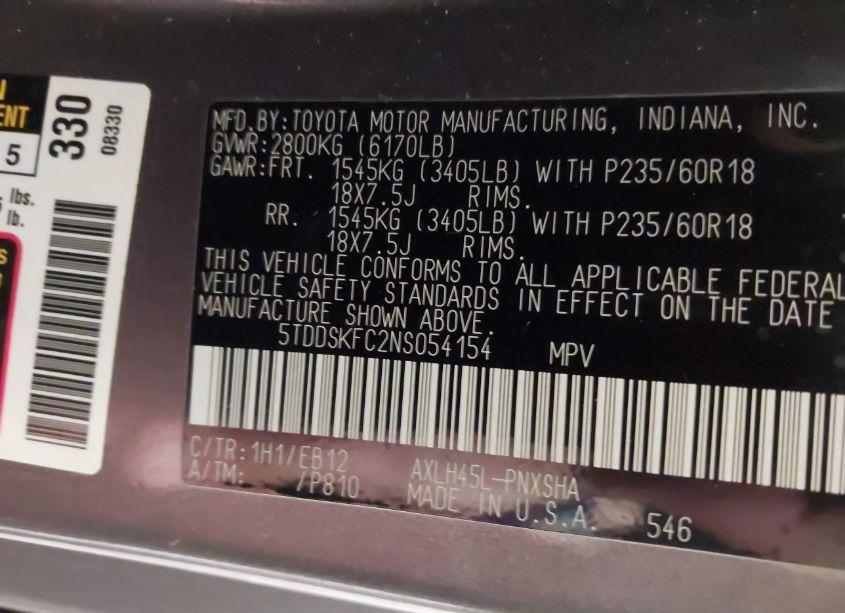 N
ENT
5
lbs.
lb.
S
330
08330
MFD.BY:TOYOTA MOTOR MANUFACTURING, INDIANA, INC.
GVWR:2800KG (6170LB)
GAWR:FRT. 1545KG (3405LB) WITH P235/60R18
18X7.5J RIMS.
RR. 1545KG (3405LB) WITH P235/60R18
18X7.5J RIMS.
THIS VEHICLE CONFORMS TO ALL APPLICABLE FEDERAL
VEHICLE SAFETY STANDARDS IN EFFECT ON THE DATE
MANUFACTURE SHOWN ABOVE.
5TDDSKFC2NS054154 MPV
C/TR:1H1/EB12
A/TM: /P810
AXLH45L-PNXSHA
MADE IN U.S.A. 546